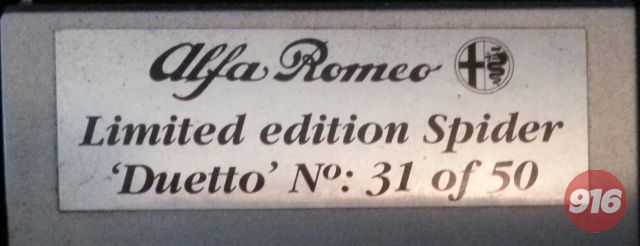 Alfa Romeo
Limited edition Spider
‘Duetto’ Nº: 31 of 50
916